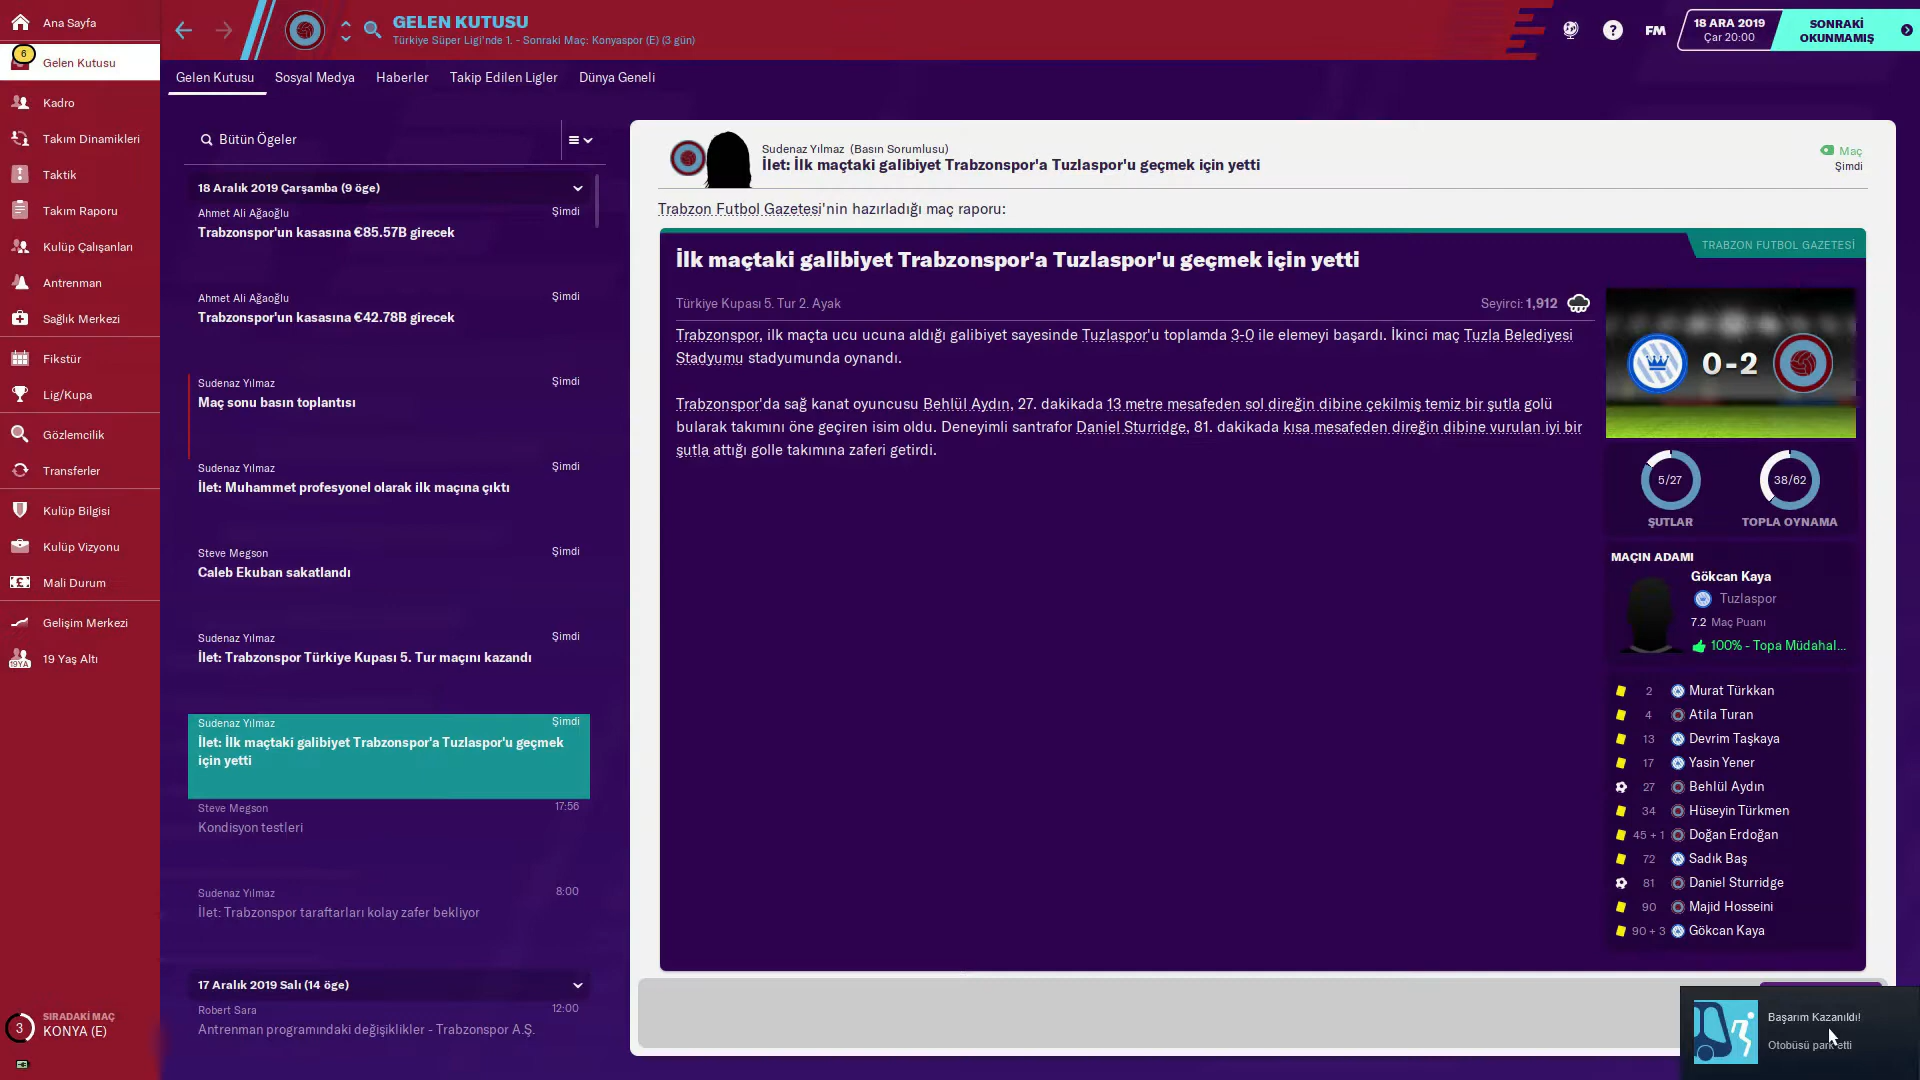 Ana Sayfa
6
Gelen Kutusu
Kadro
Takım Dinamikleri
Taktik
Takım Raporu
Kulüp Çalışanları
Antrenman
Sağlık Merkezi
Fikstür
Lig/Kupa
Gözlemcilik
Transferler
Kulüp Bilgisi
Kulüp Vizyonu
Mali Durum
Gelişim Merkezi
19YA
19 Yaş Altı
3
SIRADAKİ MAÇ
KONYA (E)
GELEN KUTUSU
Türkiye Süper Ligi'nde 1. - Sonraki Maç: Konyaspor (E) (3 gün)
?
FM
18 ARA 2019
Çar 20:00
SONRAKİ
OKUNMAMIŞ
Gelen Kutusu Sosyal Medya Haberler Takip Edilen Ligler Dünya Geneli
Bütün Ögeler
18 Aralık 2019 Çarşamba (9 öge)
Ahmet Ali Ağaoğlu Şimdi
Trabzonspor'un kasasına €85.57B girecek
Ahmet Ali Ağaoğlu Şimdi
Trabzonspor'un kasasına €42.78B girecek
Sudenaz Yılmaz Şimdi
Maç sonu basın toplantısı
Sudenaz Yılmaz Şimdi
İlet: Muhammet profesyonel olarak ilk maçına çıktı
Steve Megson Şimdi
Caleb Ekuban sakatlandı
Sudenaz Yılmaz Şimdi
İlet: Trabzonspor Türkiye Kupası 5. Tur maçını kazandı
Sudenaz Yılmaz Şimdi
İlet: İlk maçtaki galibiyet Trabzonspor'a Tuzlaspor'u geçmek
için yetti
Steve Megson 17:56
Kondisyon testleri
Sudenaz Yılmaz 8:00
İlet: Trabzonspor taraftarları kolay zafer bekliyor
17 Aralık 2019 Salı (14 öge)
Robert Sara 12:00
Antrenman programındaki değişiklikler - Trabzonspor A.Ş.
Sudenaz Yılmaz (Basın Sorumlusu)
İlet: İlk maçtaki galibiyet Trabzonspor'a Tuzlaspor'u geçmek için yetti
Maç
Şimdi
Trabzon Futbol Gazetesi'nin hazırladığı maç raporu:
TRABZON FUTBOL GAZETESİ
İlk maçtaki galibiyet Trabzonspor'a Tuzlaspor'u geçmek için yetti
Türkiye Kupası 5. Tur 2. Ayak Seyirci: 1,912
Trabzonspor, ilk maçta ucu ucuna aldığı galibiyet sayesinde Tuzlaspor'u toplamda 3-0 ile elemeyi başardı. İkinci maç Tuzla Belediyesi
Stadyumu stadyumunda oynandı.
Trabzonspor'da sağ kanat oyuncusu Behlül Aydın, 27. dakikada 13 metre mesafeden sol direğin dibine çekilmiş temiz bir şutla golü
bularak takımını öne geçiren isim oldu. Deneyimli santrafor Daniel Sturridge, 81. dakikada kısa mesafeden direğin dibine vurulan iyi bir
şutla attığı golle takımına zaferi getirdi.
0-2
5/27 38/62
ŞUTLAR TOPLA OYNAMA
MAÇIN ADAMI
Gökcan Kaya
Tuzlaspor
7.2 Maç Puanı
100% - Topa Müdahal...
2 Murat Türkkan
4 Atila Turan
13 Devrim Taşkaya
17 Yasin Yener
27 Behlül Aydın
34 Hüseyin Türkmen
45 + 1 Doğan Erdoğan
72 Sadık Baş
81 Daniel Sturridge
90 Majid Hosseini
90 + 3 Gökcan Kaya
Başarım Kazanıldı!
Otobüsü park etti